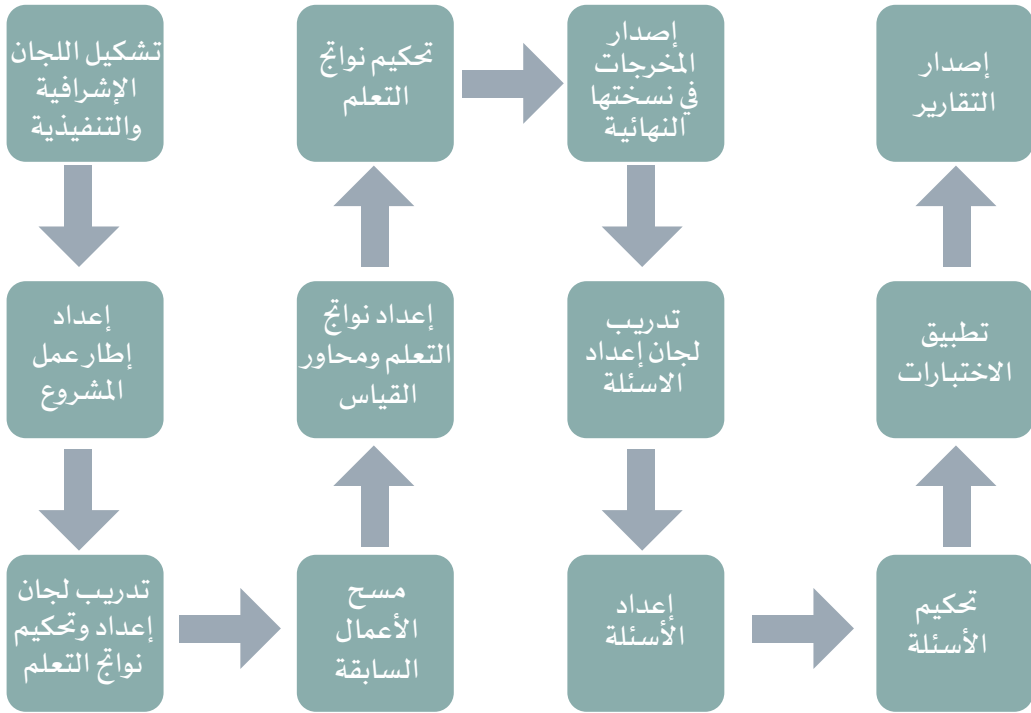 تشكيل اللجان
الإشرافية
والتنفيذية
إعداد
إطار عمل
المشروع
تدريب لجان
إعداد وتحكيم
نواتج التعلم
مسح
الأعمال
السابقة
إعداد نواتج
التعلم ومحاور
القياس
تحكيم نواتج
التعلم
إصدار
المخرجات
في نسختها
النهائية
تدريب
لجان إعداد
الاسئلة
إعداد
الأسئلة
تحكيم
الأسئلة
تطبيق
الاختبارات
إصدار
التقارير